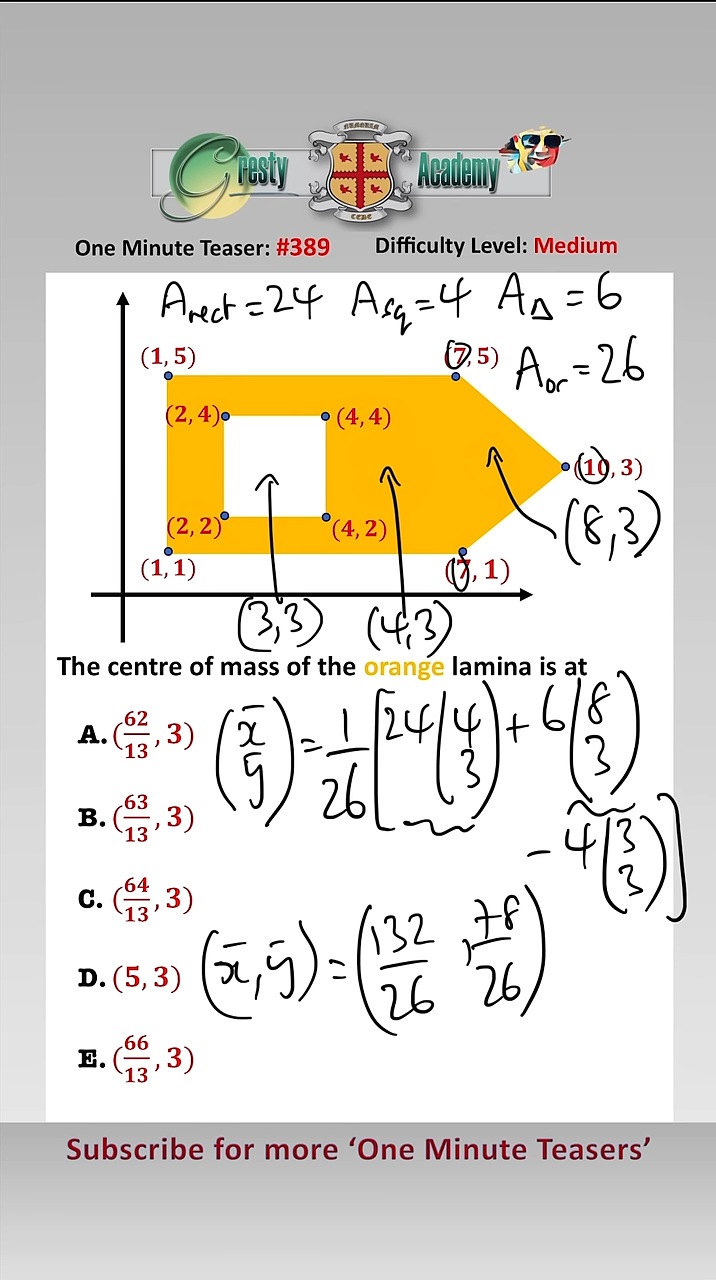 NUMQUAM
Gresty Academy
CEDE
One Minute Teaser: #389 Difficulty Level: Medium
A_rect = 24 A_sq = 4 A_Δ = 6
(1, 5) (7, 5) A_or = 26
(2, 4) (4, 4)
(10, 3)
(2, 2) (4, 2) (8,3)
(1, 1) (7, 1)
(3,3) (4,3)
The centre of mass of the orange lamina is at
A. (62/13, 3) (x̄ ȳ) = 1/26 [24(4 3) + 6(8 3)
B. (63/13, 3)
- 4(3 3)]
C. (64/13, 3)
D. (5, 3) (x̄, ȳ) = (132/26, 78/26)
E. (66/13, 3)
Subscribe for more ‘One Minute Teasers’